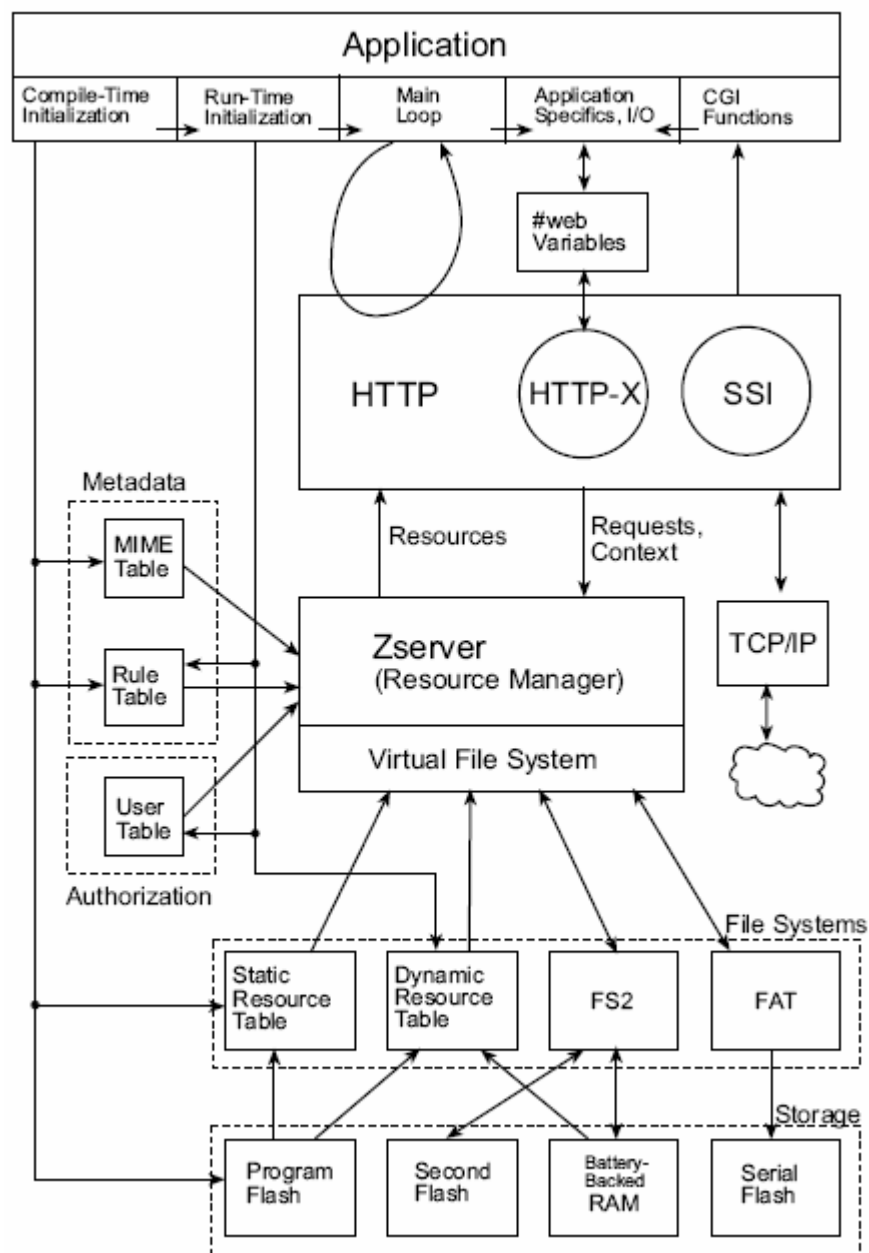 Application
Compile-Time
Initialization
Run-Time
Initialization
Main
Loop
Application
Specifics, I/O
CGI
Functions
#web
Variables
HTTP
HTTP-X
SSI
Metadada
MIME
Table
Rule
Table
User
Table
Authorization
Resources
Requests,
Context
Zserver
(Resource Manager)
Virtual File System
TCP/IP
File Systems
Static
Resource
Table
Dynamic
Resource
Table
FS2
FAT
Storage
Program
Flash
Second
Flash
Battery-
Backed
RAM
Serial
Flash